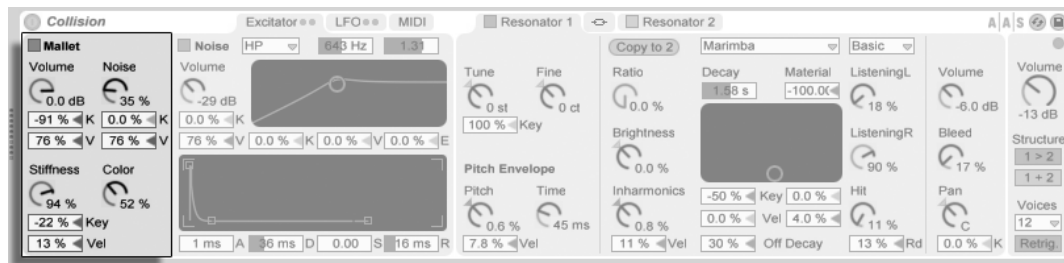 Collision Excitator LFO MIDI Resonator 1 Resonator 2 A A S
Mallet
Volume Noise
0.0 dB 35 %
-91 % K 0.0 % K
76 % V 76 % V
Stiffness Color
94 % 52 %
-22 % Key
13 % Vel
Noise HP 643 Hz 1.31
Volume
-29 dB
0.0 % K
76 % V 0.0 % K 0.0 % V 0.0 % E
1 ms A 36 ms D 0.00 S 16 ms R
Tune Fine
0 st 0 ct
100 % Key
Pitch Envelope
Pitch Time
0.6 % 45 ms
7.8 % Vel
Copy to 2 Marimba Basic
Ratio Decay Material ListeningL
0.0 % 1.58 s -100.0 18 %
Brightness ListeningR
0.0 % 90 %
Inharmonics -50 % Key 0.0 % Hit
0.8 % 0.0 % Vel 4.0 % 11 %
11 % Vel 30 % Off Decay 13 % Rd
Volume
-6.0 dB
Bleed
17 %
Pan
C
0.0 % K
Volume
-13 dB
Structure
1 > 2
1 + 2
Voices
12
Retrig.